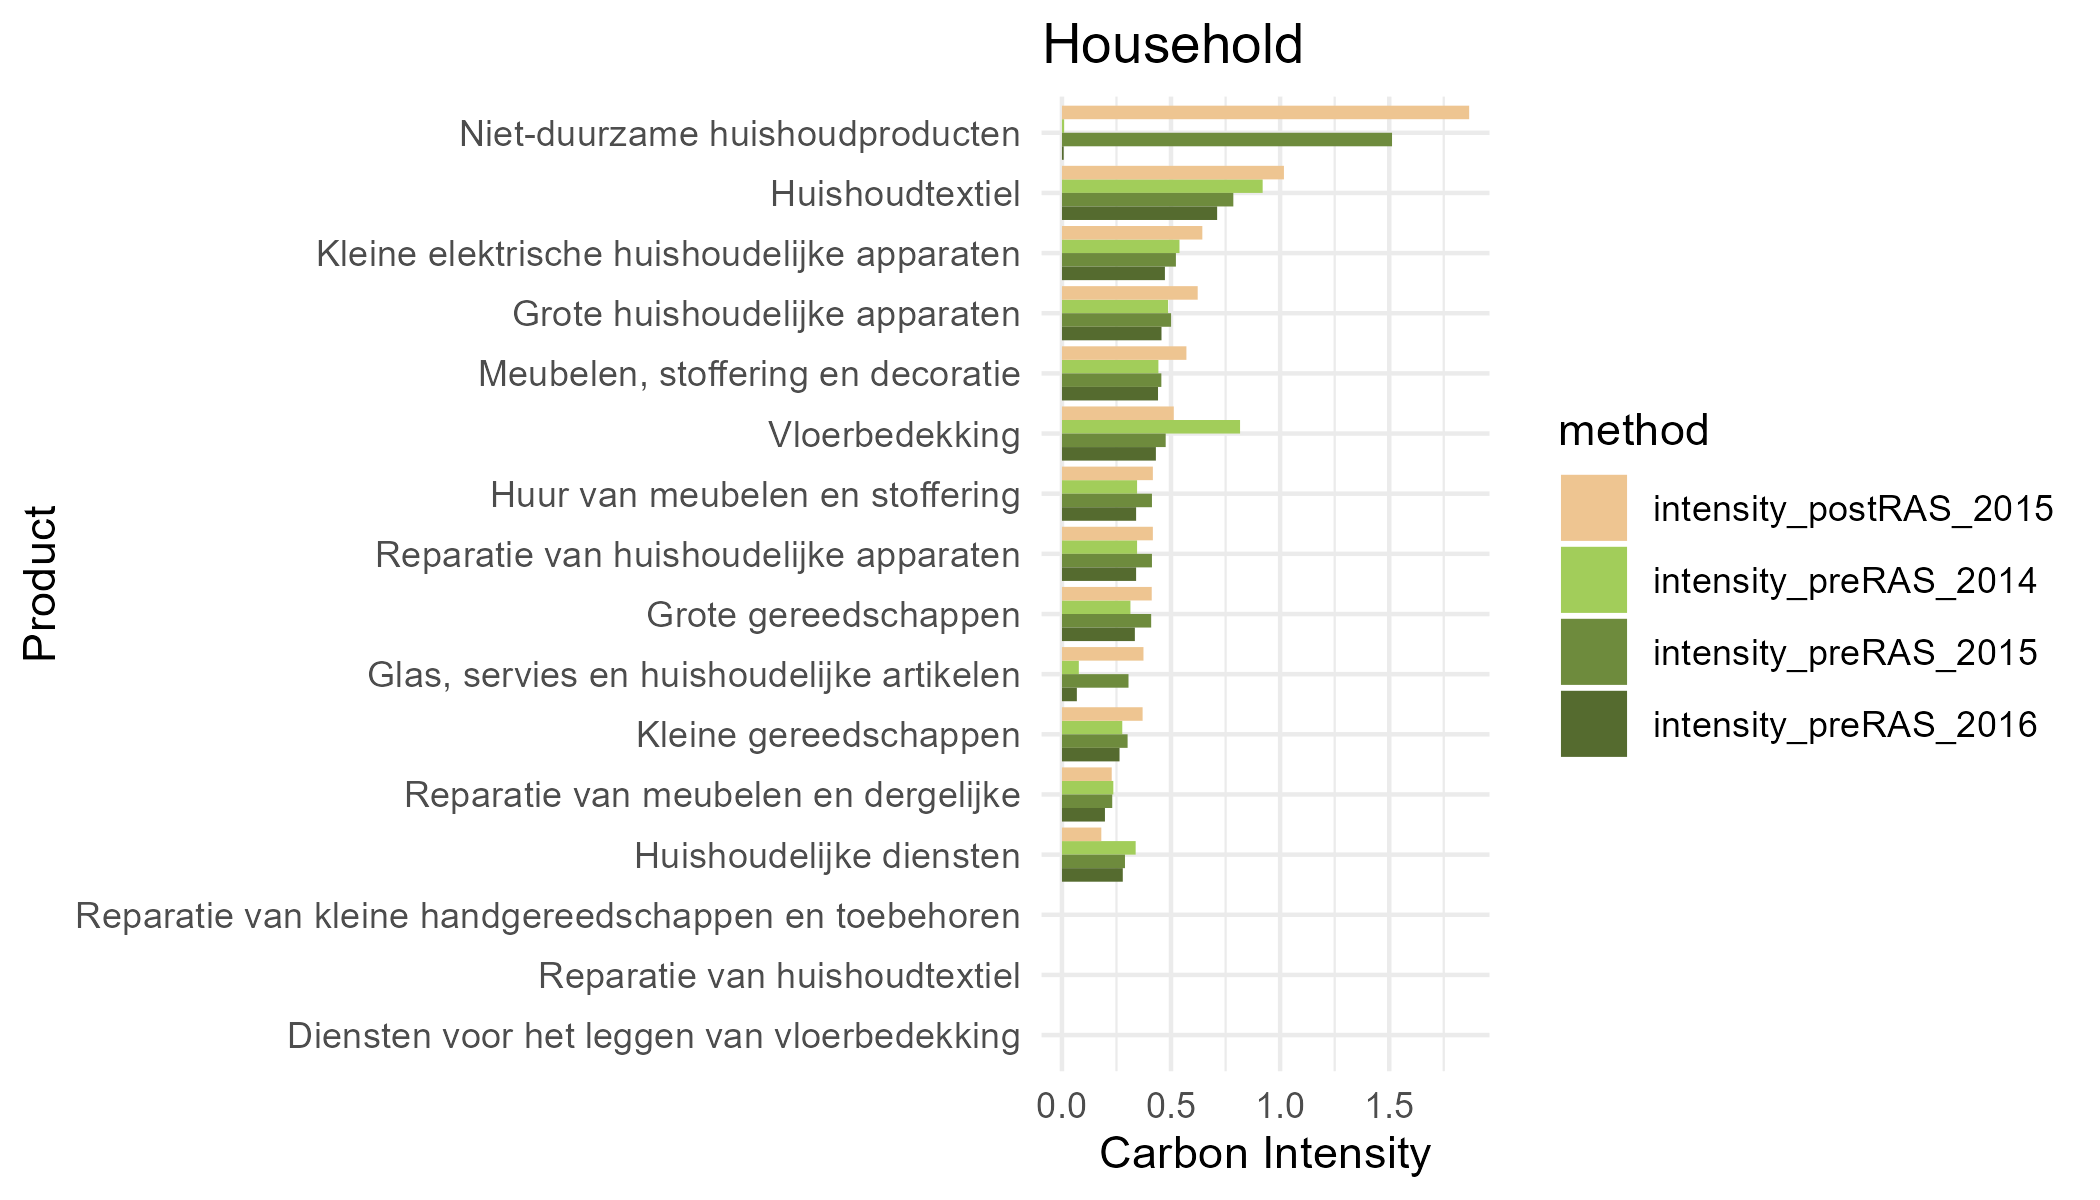 Household
Niet-duurzame huishoudproducten
Huishoudtextiel
Kleine elektrische huishoudelijke apparaten
Grote huishoudelijke apparaten
Meubelen, stoffering en decoratie
Vloerbedekking
Huur van meubelen en stoffering
Reparatie van huishoudelijke apparaten
Grote gereedschappen
Glas, servies en huishoudelijke artikelen
Kleine gereedschappen
Reparatie van meubelen en dergelijke
Huishoudelijke diensten
Reparatie van kleine handgereedschappen en toebehoren
Reparatie van huishoudtextiel
Diensten voor het leggen van vloerbedekking
Product
0.0 0.5 1.0 1.5
Carbon Intensity
method
intensity_postRAS_2015
intensity_preRAS_2014
intensity_preRAS_2015
intensity_preRAS_2016